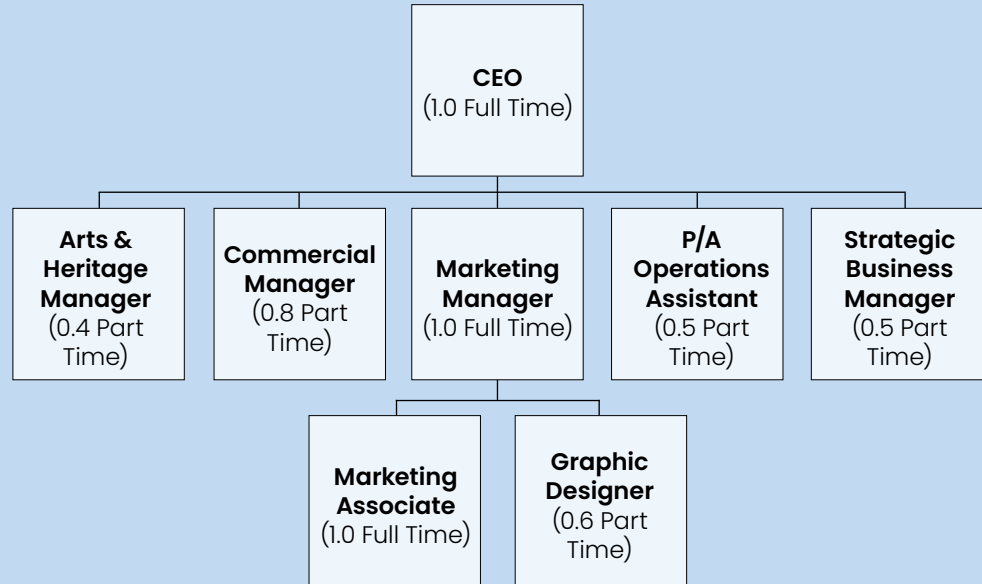 CEO
(1.0 Full Time)
Arts &
Heritage
Manager
(0.4 Part
Time)
Commercial
Manager
(0.8 Part
Time)
Marketing
Manager
(1.0 Full Time)
P/A
Operations
Assistant
(0.5 Part
Time)
Strategic
Business
Manager
(0.5 Part
Time)
Marketing
Associate
(1.0 Full Time)
Graphic
Designer
(0.6 Part
Time)